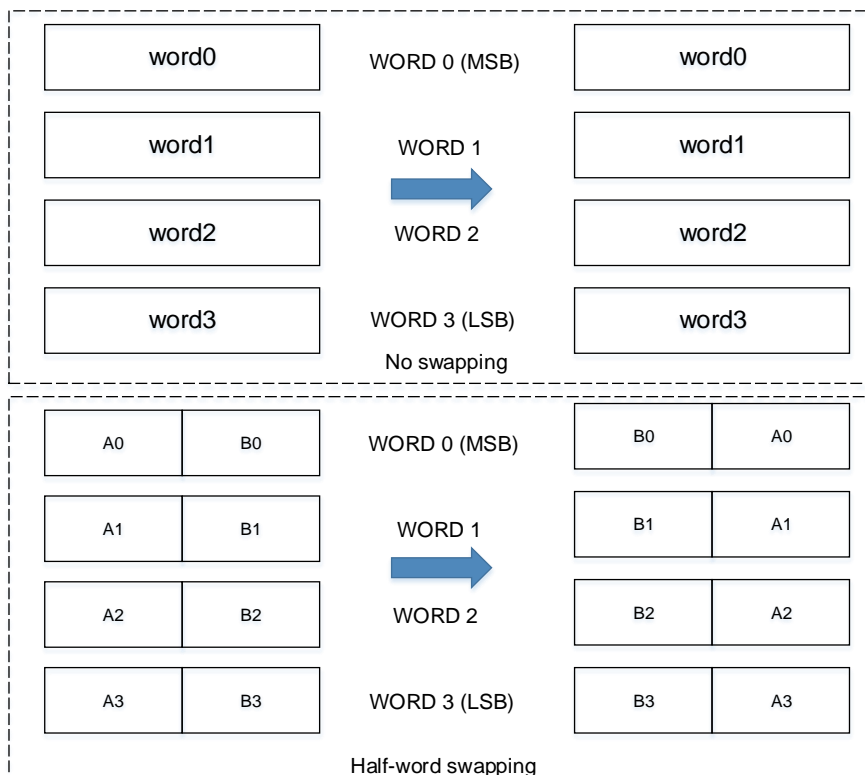 word0 WORD 0 (MSB) word0
word1 WORD 1 word1
word2 WORD 2 word2
word3 WORD 3 (LSB) word3
No swapping
A0 B0 WORD 0 (MSB) B0 A0
A1 B1 WORD 1 B1 A1
A2 B2 WORD 2 B2 A2
A3 B3 WORD 3 (LSB) B3 A3
Half-word swapping